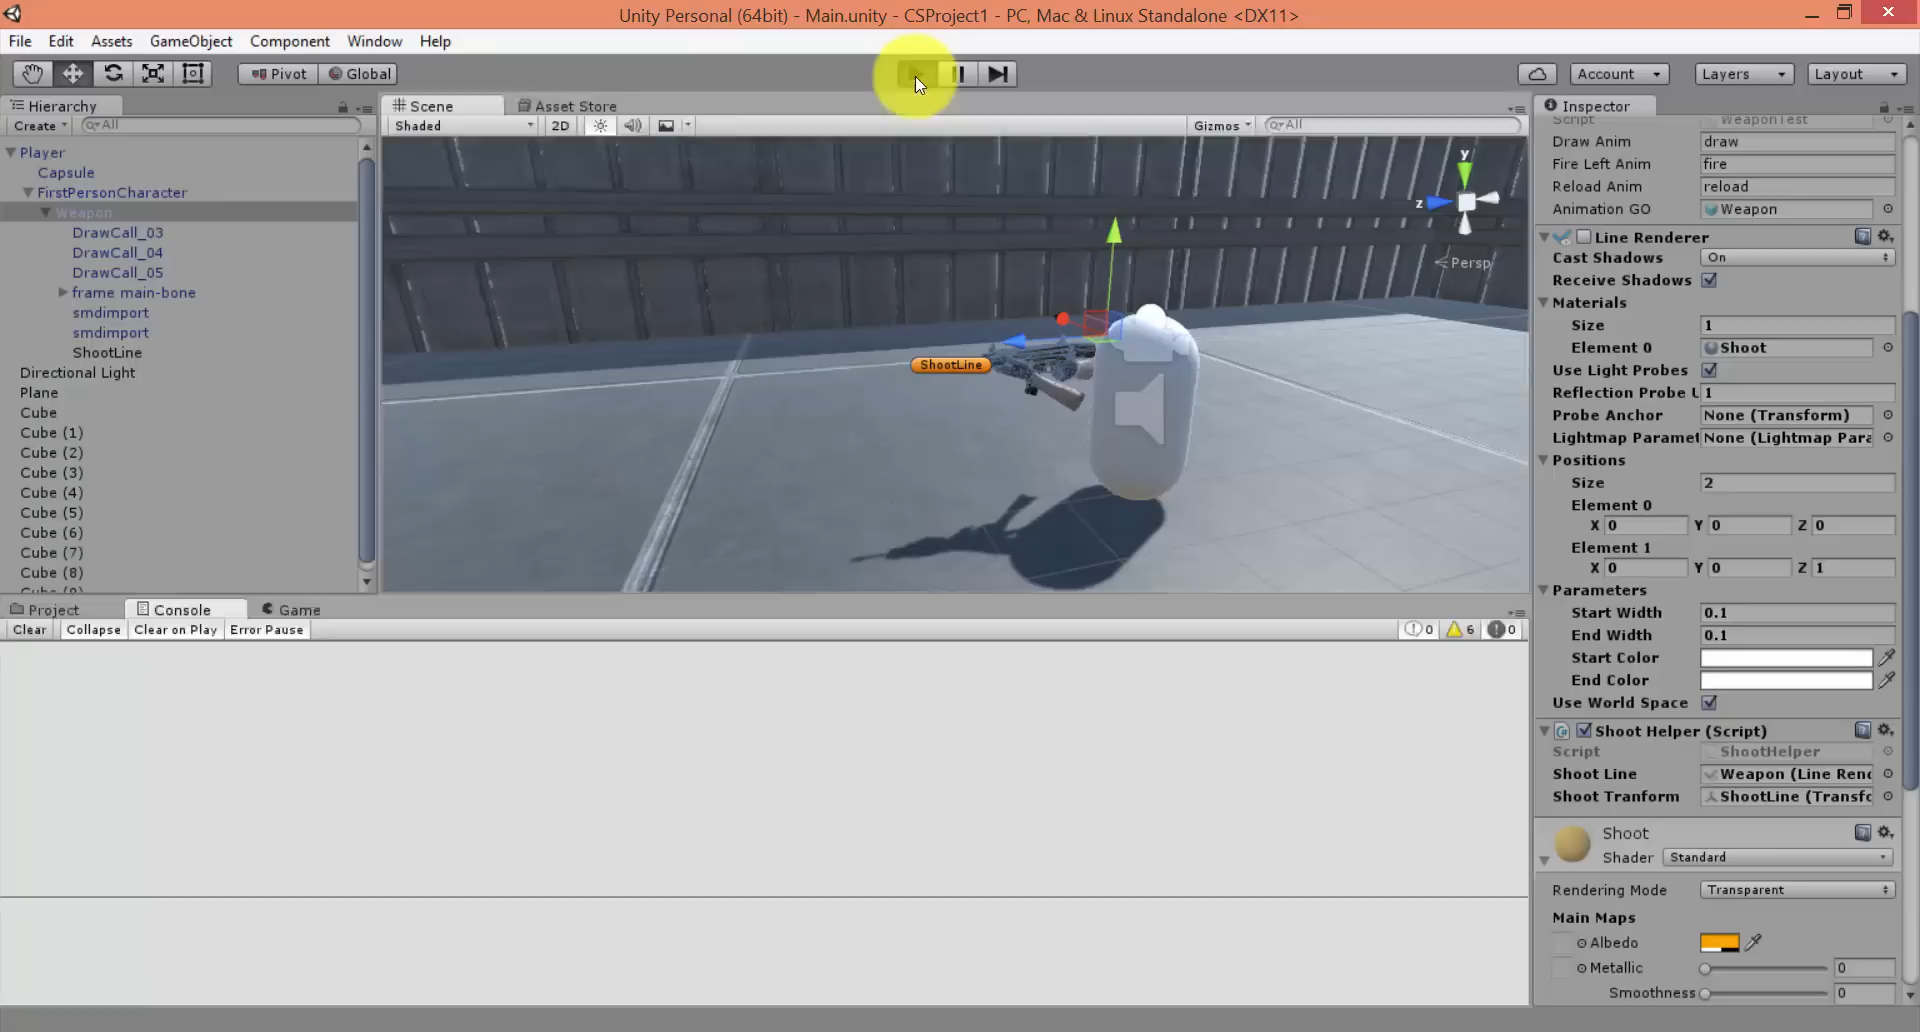 Unity Personal (64bit) - Main.unity - CSProject1 - PC, Mac & Linux Standalone <DX11>
File Edit Assets GameObject Component Window Help
Pivot Global Account Layers Layout
Hierarchy
Create All
Player
Capsule
FirstPersonCharacter
Weapon
DrawCall_03
DrawCall_04
DrawCall_05
frame main-bone
smdimport
smdimport
ShootLine
Directional Light
Plane
Cube
Cube (1)
Cube (2)
Cube (3)
Cube (4)
Cube (5)
Cube (6)
Cube (7)
Cube (8)
Scene Asset Store
Shaded 2D Gizmos All
y
z
Persp
ShootLine
Project Console Game
Clear Collapse Clear on Play Error Pause 0 6 0
Inspector
Script WeaponTest
Draw Anim draw
Fire Left Anim fire
Reload Anim reload
Animation GO Weapon
Line Renderer
Cast Shadows On
Receive Shadows
Materials
Size 1
Element 0 Shoot
Use Light Probes
Reflection Probe U 1
Probe Anchor None (Transform)
Lightmap Paramet None (Lightmap Para
Positions
Size 2
Element 0
X 0 Y 0 Z 0
Element 1
X 0 Y 0 Z 1
Parameters
Start Width 0.1
End Width 0.1
Start Color
End Color
Use World Space
Shoot Helper (Script)
Script ShootHelper
Shoot Line Weapon (Line Rend
Shoot Tranform ShootLine (Transfo
Shoot
Shader Standard
Rendering Mode Transparent
Main Maps
Albedo
Metallic 0
Smoothness 0